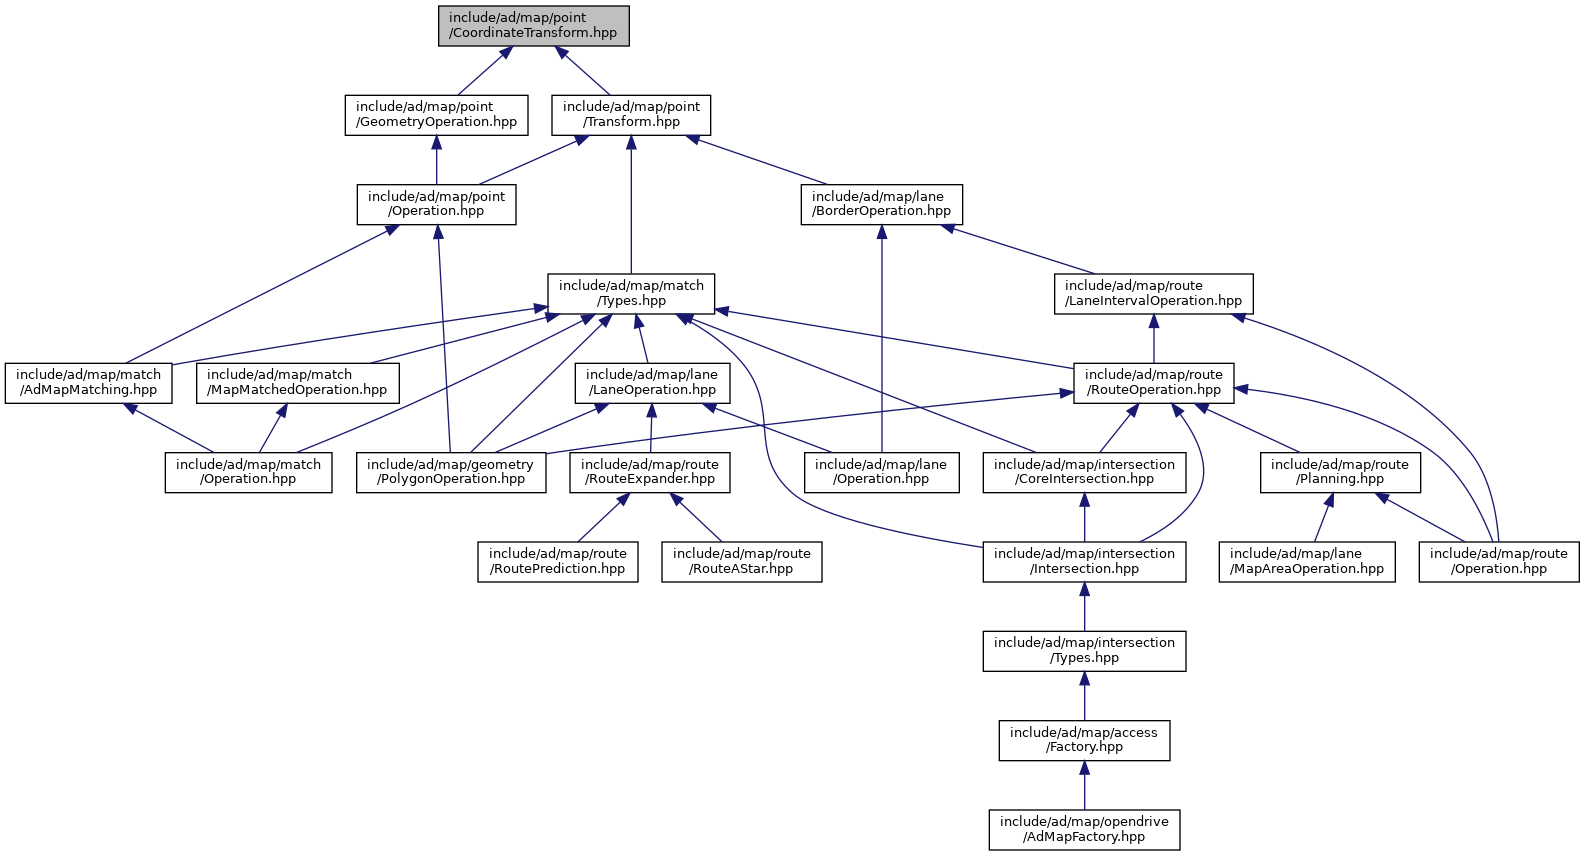 include/ad/map/point
/CoordinateTransform.hpp
include/ad/map/point
/GeometryOperation.hpp
include/ad/map/point
/Transform.hpp
include/ad/map/point
/Operation.hpp
include/ad/map/lane
/BorderOperation.hpp
include/ad/map/match
/Types.hpp
include/ad/map/route
/LaneIntervalOperation.hpp
include/ad/map/match
/AdMapMatching.hpp
include/ad/map/match
/MapMatchedOperation.hpp
include/ad/map/lane
/LaneOperation.hpp
include/ad/map/route
/RouteOperation.hpp
include/ad/map/match
/Operation.hpp
include/ad/map/geometry
/PolygonOperation.hpp
include/ad/map/route
/RouteExpander.hpp
include/ad/map/lane
/Operation.hpp
include/ad/map/intersection
/CoreIntersection.hpp
include/ad/map/route
/Planning.hpp
include/ad/map/route
/RoutePrediction.hpp
include/ad/map/route
/RouteAStar.hpp
include/ad/map/intersection
/Intersection.hpp
include/ad/map/lane
/MapAreaOperation.hpp
include/ad/map/route
/Operation.hpp
include/ad/map/intersection
/Types.hpp
include/ad/map/access
/Factory.hpp
include/ad/map/opendrive
/AdMapFactory.hpp